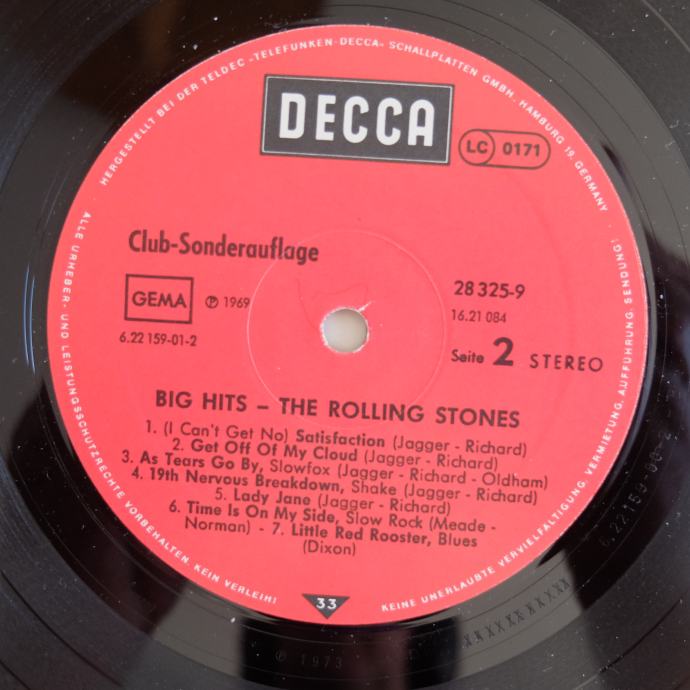 HERGESTELLT BEI DER TELDEC »TELEFUNKEN-DECCA« SCHALLPLATTEN GMBH. HAMBURG 19. GERMANY ·
DECCA
LC 0171
Club-Sonderauflage
GEMA
℗ 1969
28 325-9
16.21 084
6.22 159-01-2
Seite 2 STEREO
BIG HITS – THE ROLLING STONES
1. (I Can't Get No) Satisfaction (Jagger - Richard)
2. Get Off Of My Cloud (Jagger - Richard)
3. As Tears Go By, Slowfox (Jagger - Richard - Oldham)
4. 19th Nervous Breakdown, Shake (Jagger - Richard)
5. Lady Jane (Jagger - Richard)
6. Time Is On My Side, Slow Rock (Meade -
Norman) - 7. Little Red Rooster, Blues
(Dixon)
33
ALLE URHEBER- UND LEISTUNGSSCHUTZRECHTE VORBEHALTEN. KEIN VERLEIH!
KEINE UNERLAUBTE VERVIELFÄLTIGUNG, VERMIETUNG, AUFFÜHRUNG, SENDUNG!
℗ 1973